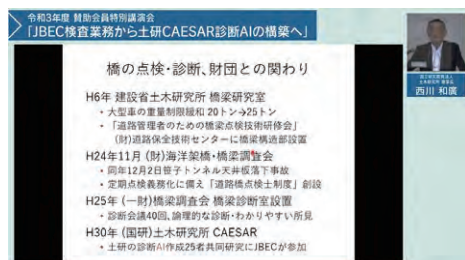 令和3年度 賛助会員特別講演会
「JBEC検査業務から土研CAESAR診断AIの構築へ」
橋の点検・診断、財団との関わり
H6年 建設省土木研究所 橋梁研究室
・大型車の重量制限緩和 20トン→25トン
・「道路管理者のための橋梁点検技術研修会」
(財)道路保全技術センターに橋梁構造部設置
H24年11月 (財)海洋架橋・橋梁調査会
・同年12月2日笹子トンネル天井板落下事故
・定期点検義務化に備え「道路橋点検士制度」創設
H25年 (一財)橋梁調査会 橋梁診断室設置
・診断会議40回、論理的な診断・わかりやすい所見
H30年 (国研)土木研究所 CAESAR
・土研の診断AI作成25者共同研究にJBECが参加
西川 和廣